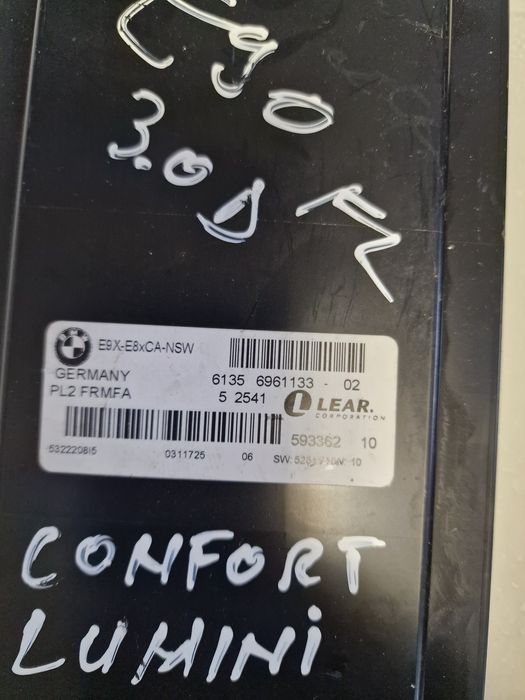 E90
3.0D FL
BMW
E9X-E8xCA-NSW
GERMANY
6135 6961133 - 02
PL2 FRMFA
5 2541
LEAR.
CORPORATION
593362 10
532220815 0311725 06
CONFORT
LUMINI